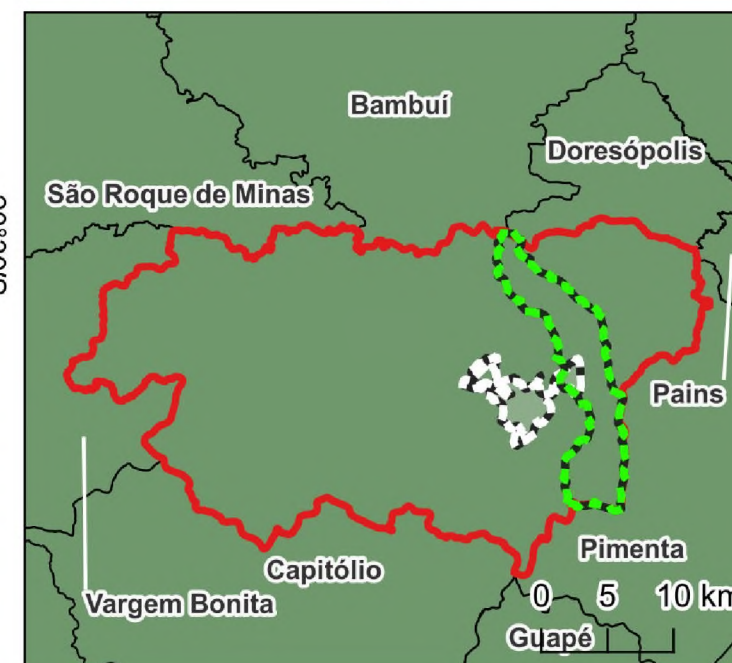 Bambuí
Doresópolis
São Roque de Minas
Pains
Pimenta
Capitólio
Vargem Bonita
0 5 10 km
Guapé